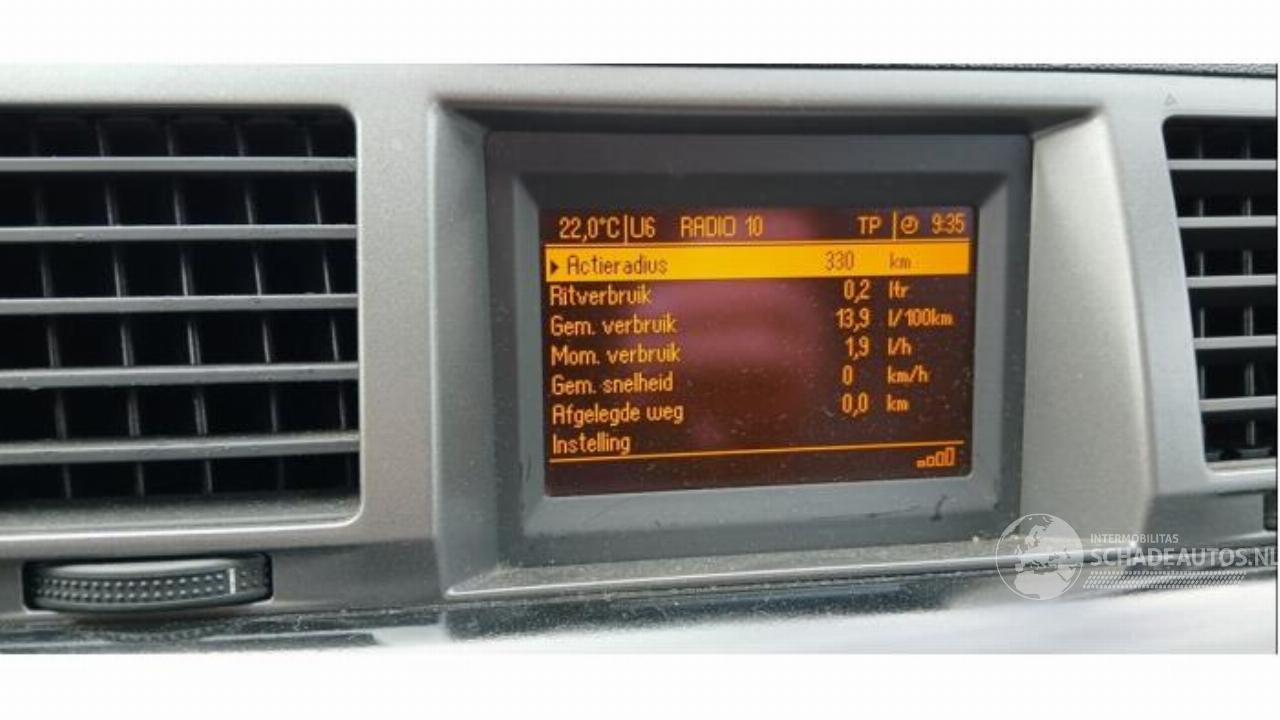 22,0°C|U6 RADIO 10 TP 9:35
Actieradius 330 km
Ritverbruik 0,2 ltr
Gem. verbruik 13,9 l/100km
Mom. verbruik 1,9 l/h
Gem. snelheid 0 km/h
Afgelegde weg 0,0 km
Instelling
INTERMOBILITAS
SCHADEAUTOS.NL